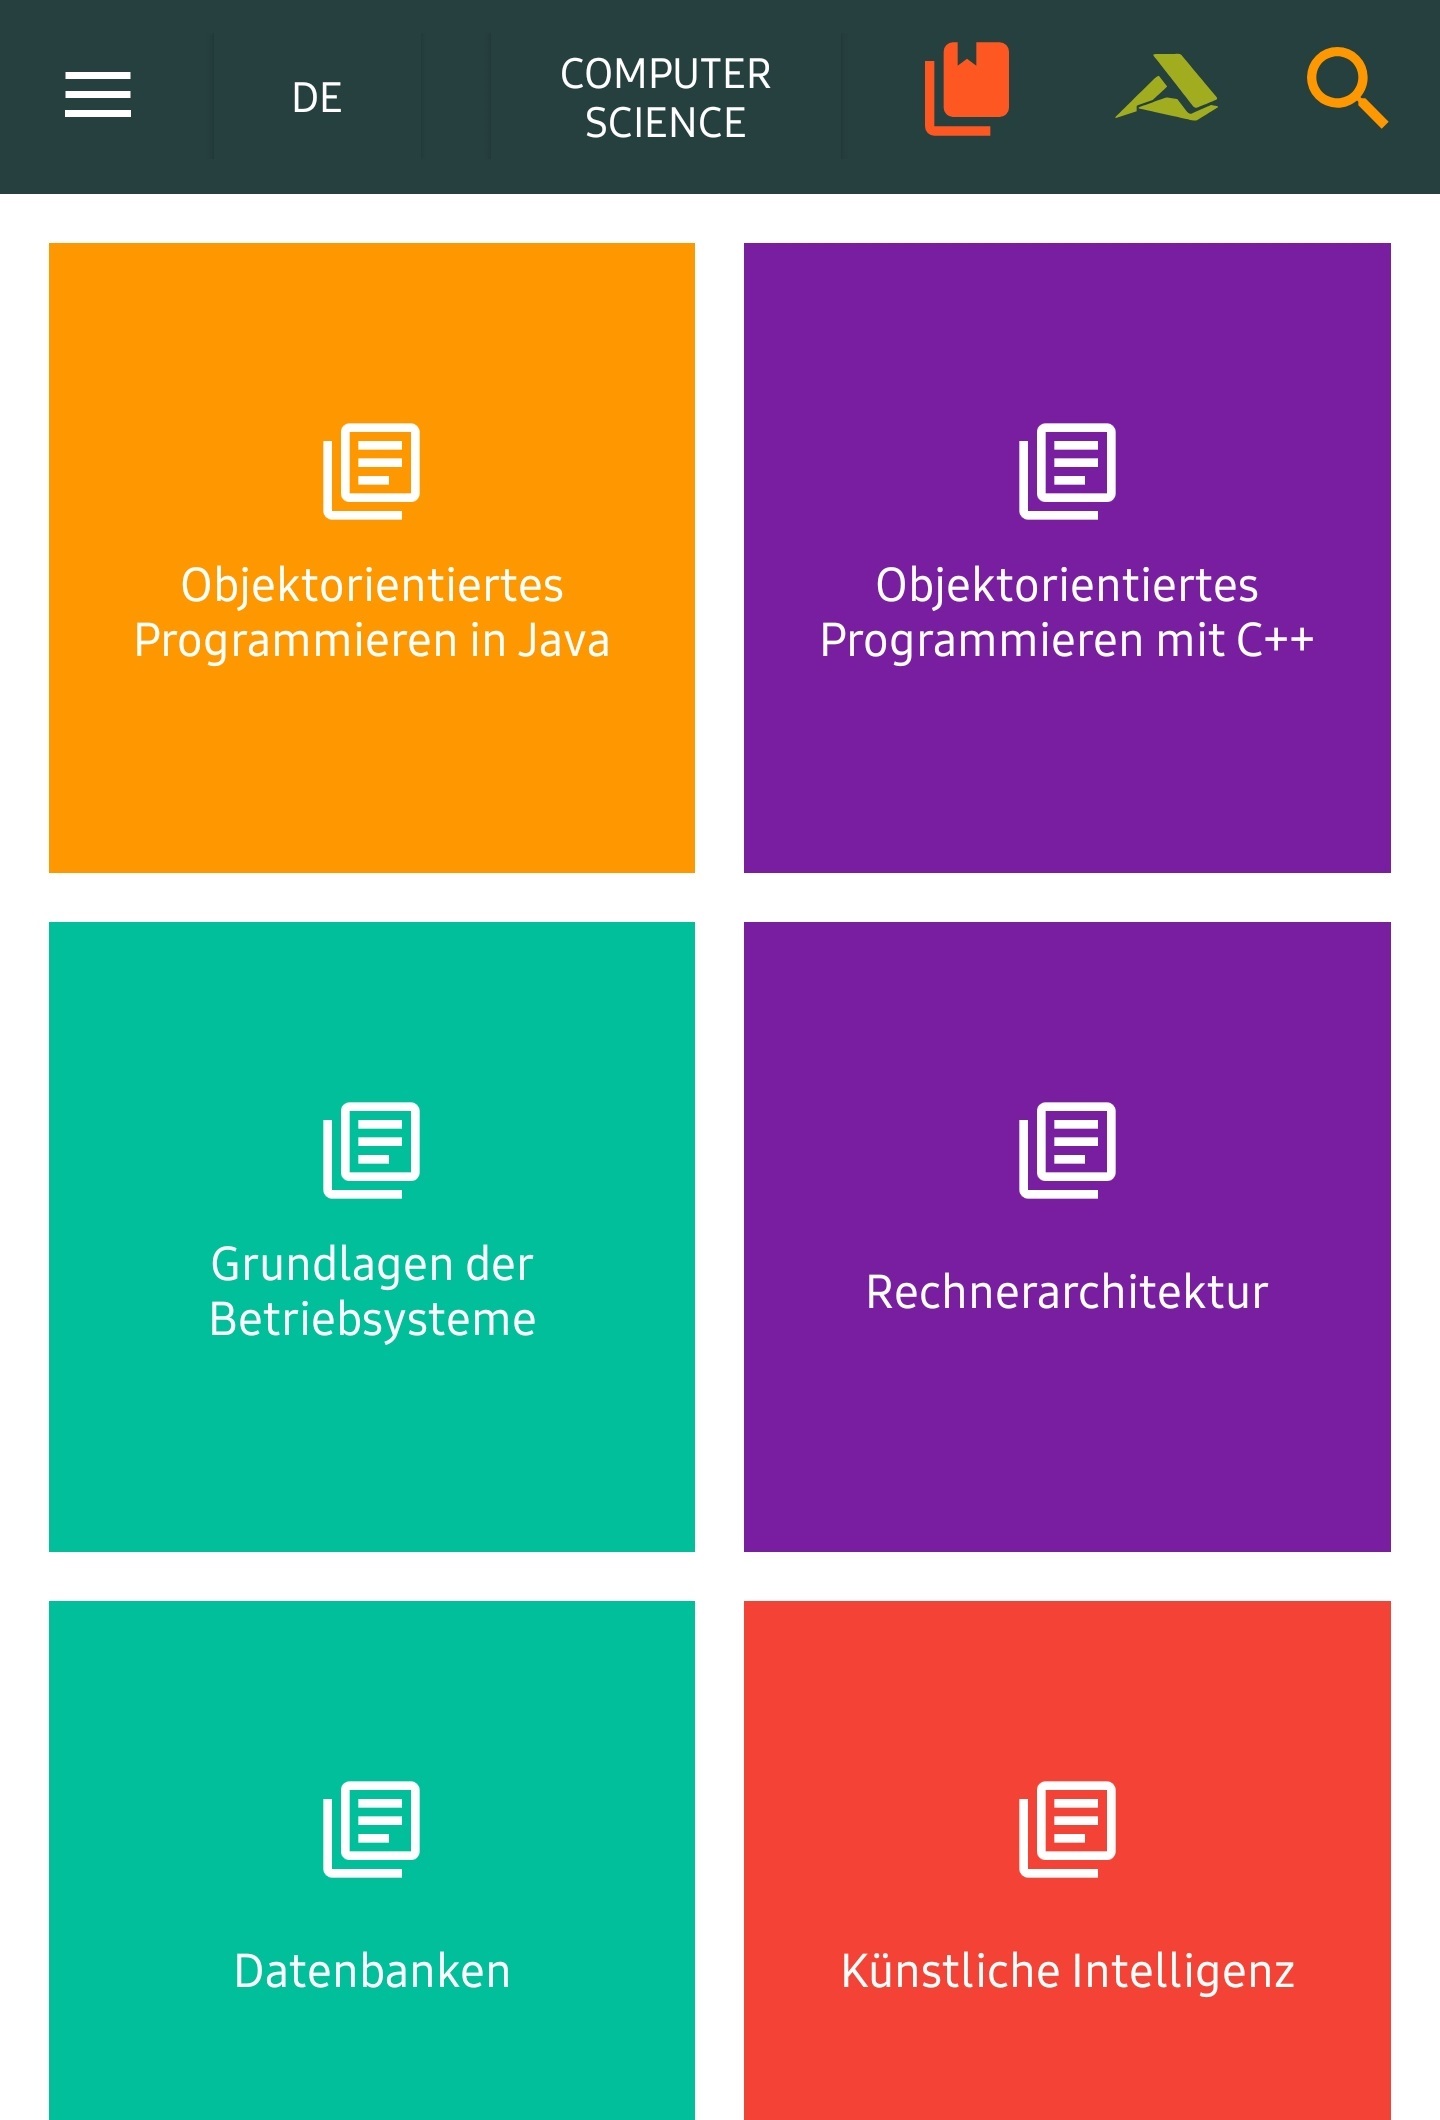 DE
COMPUTER
SCIENCE
Objektorientiertes
Programmieren in Java
Objektorientiertes
Programmieren mit C++
Grundlagen der
Betriebsysteme
Rechnerarchitektur
Datenbanken
Künstliche Intelligenz